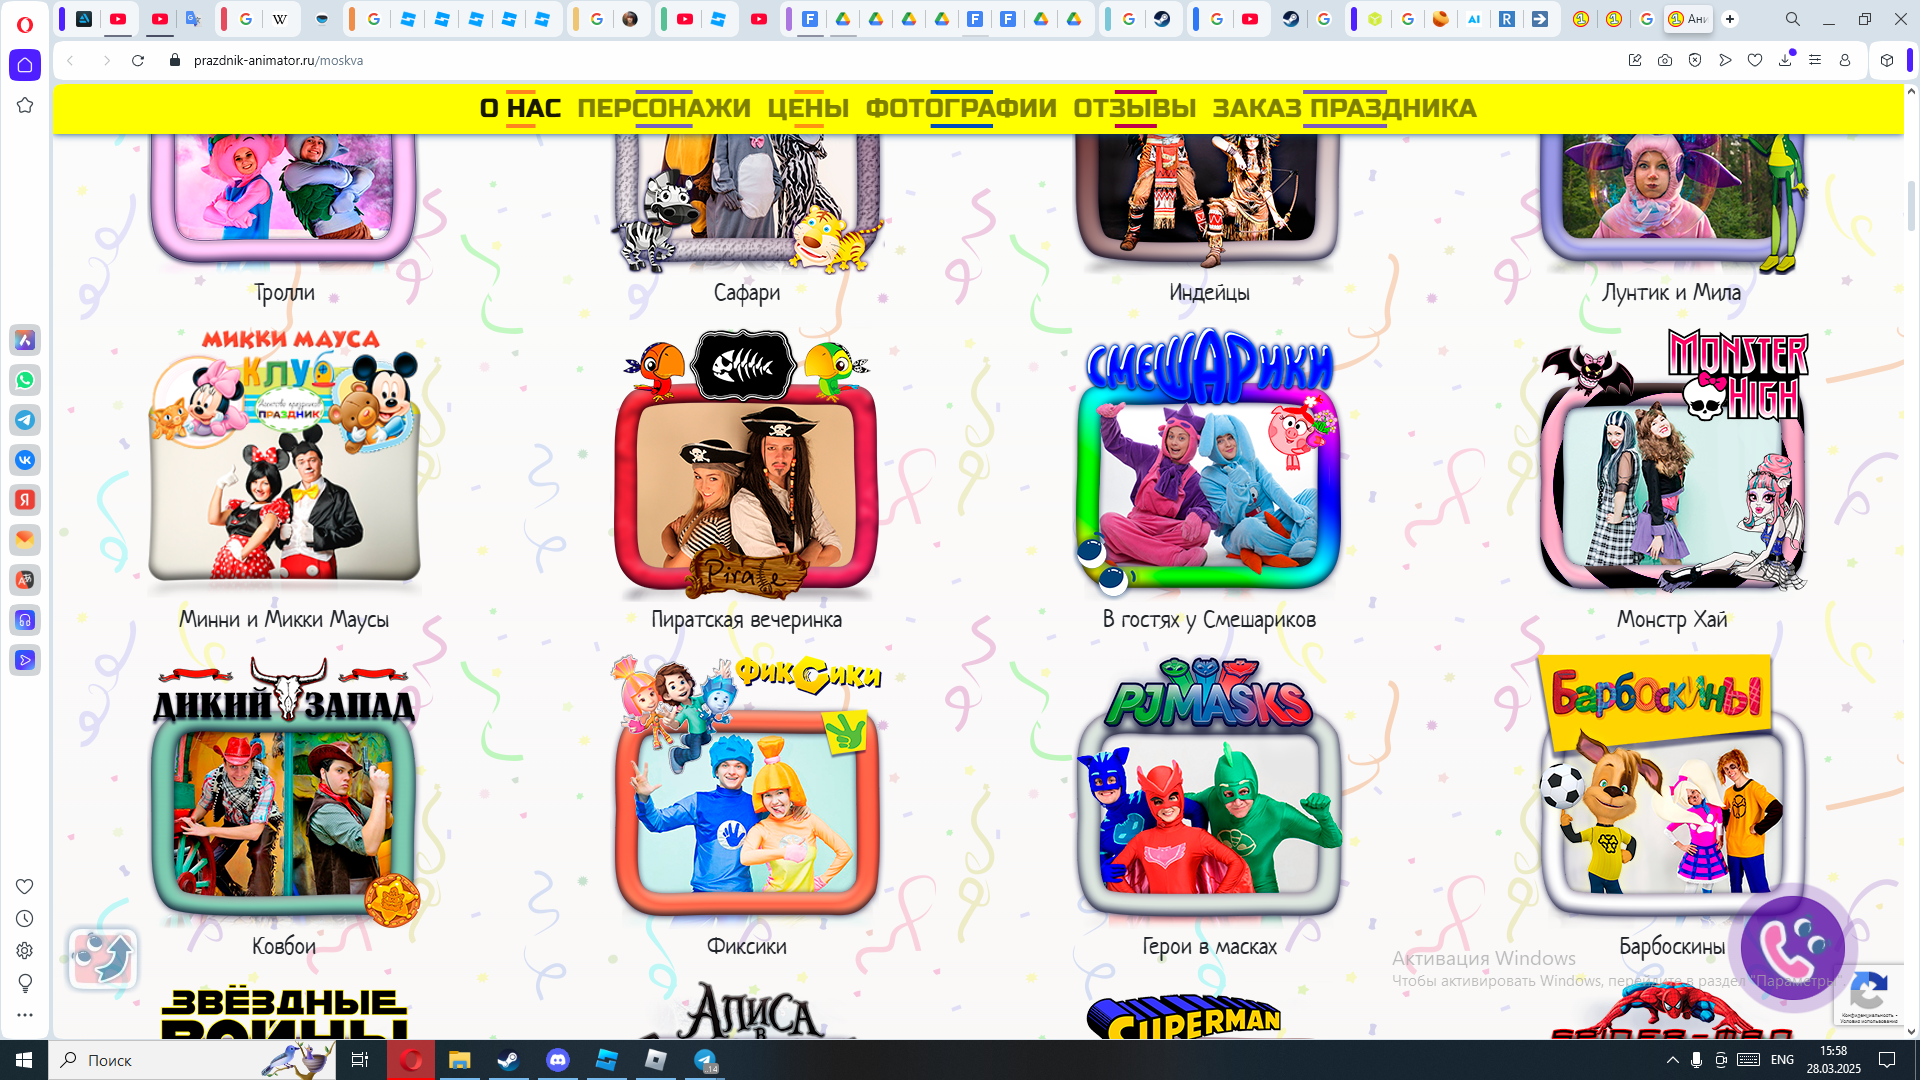 Ани
prazdnik-animator.ru/moskva
О НАС ПЕРСОНАЖИ ЦЕНЫ ФОТОГРАФИИ ОТЗЫВЫ ЗАКАЗ ПРАЗДНИКА
Тролли
Сафари
Индейцы
Лунтик и Мила
МИККИ МАУСА
КЛУБ
ПРАЗДНИК
Pirate
СМЕШАРИКИ
MONSTER
HIGH
Минни и Микки Маусы
Пиратская вечеринка
В гостях у Смешариков
Монстр Хай
ДИКИЙ ЗАПАД
ФИКСИКИ
PJMASKS
Барбоскины
Ковбои
Фиксики
Герои в масках
Барбоскины
Активация Windows
Чтобы активировать Windows, перейдите в раздел "Параметры".
Конфиденциальность -
Условия использования
ЗВЁЗДНЫЕ
ВОЙНЫ
АЛИСА
В
SUPERMAN
SPIDER-MAN
Поиск
14
ENG
15:58
28.03.2025